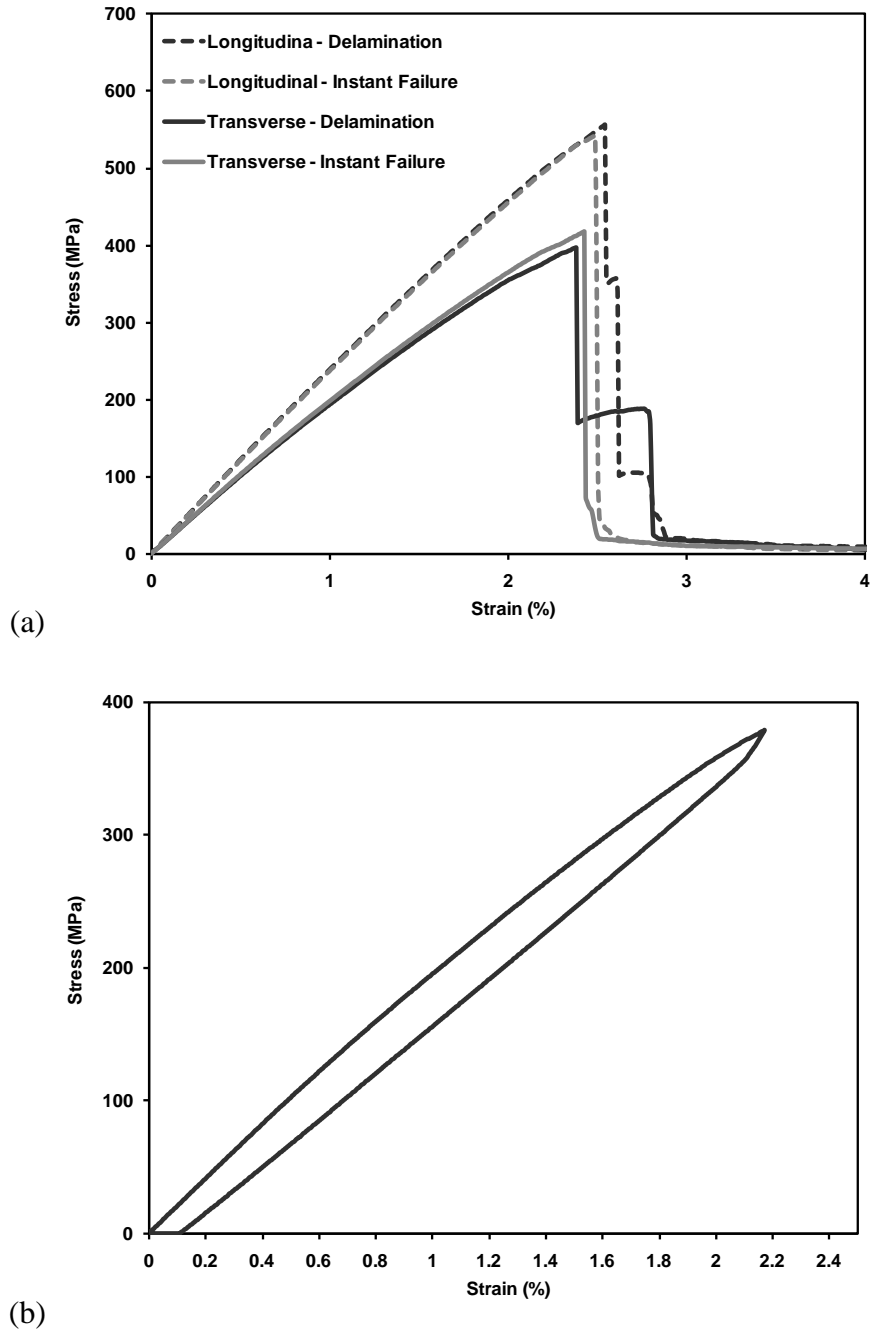 700
600
500
400
300
200
100
0
Stress (MPa)
Longitudina - Delamination
Longitudinal - Instant Failure
Transverse - Delamination
Transverse - Instant Failure
0 1 2 3 4
Strain (%)
(a)
400
300
200
100
0
Stress (MPa)
0 0.2 0.4 0.6 0.8 1 1.2 1.4 1.6 1.8 2 2.2 2.4
Strain (%)
(b)